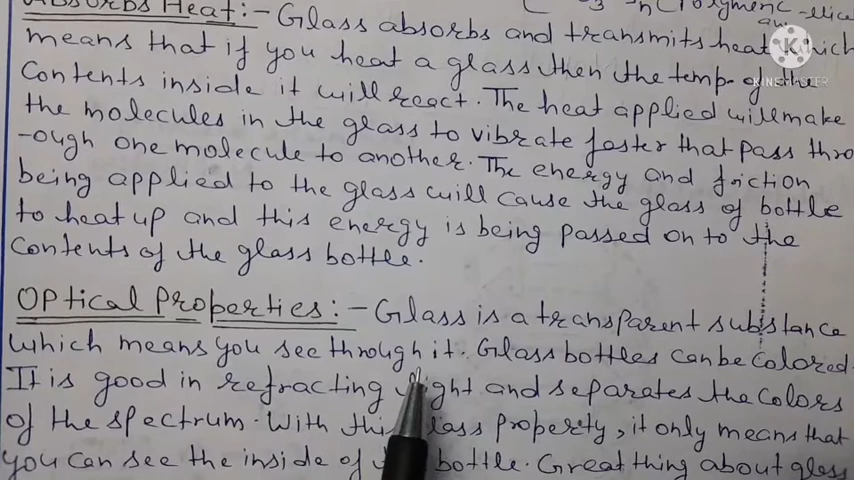 Absorbs Heat:- Glass absorbs and transmits heat which
means that if you heat a glass then the temp. of the
Contents inside it will react. The heat applied will make
the molecules in the glass to vibrate faster that pass thro
-ough one molecule to another. The energy and friction
being applied to the glass will cause the glass of bottle
to heat up and this energy is being passed on to the
Contents of the glass bottle.
Optical Properties:- Glass is a transparent substance
which means you see through it. Glass bottles can be colored.
It is good in refracting light and separates the colors
of the spectrum. With this glass property, it only means that
you can see the inside of the bottle. Great thing about glass
KINEMASTER